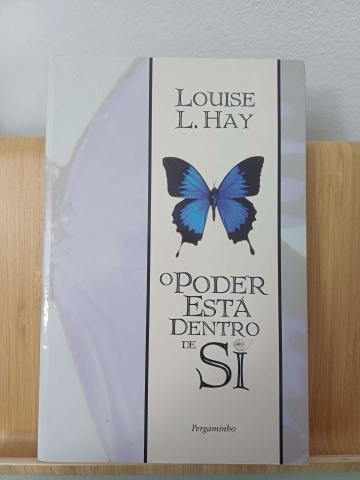 LOUISE
L. HAY
O PODER
ESTÁ
DENTRO
DE SI
Pergaminho